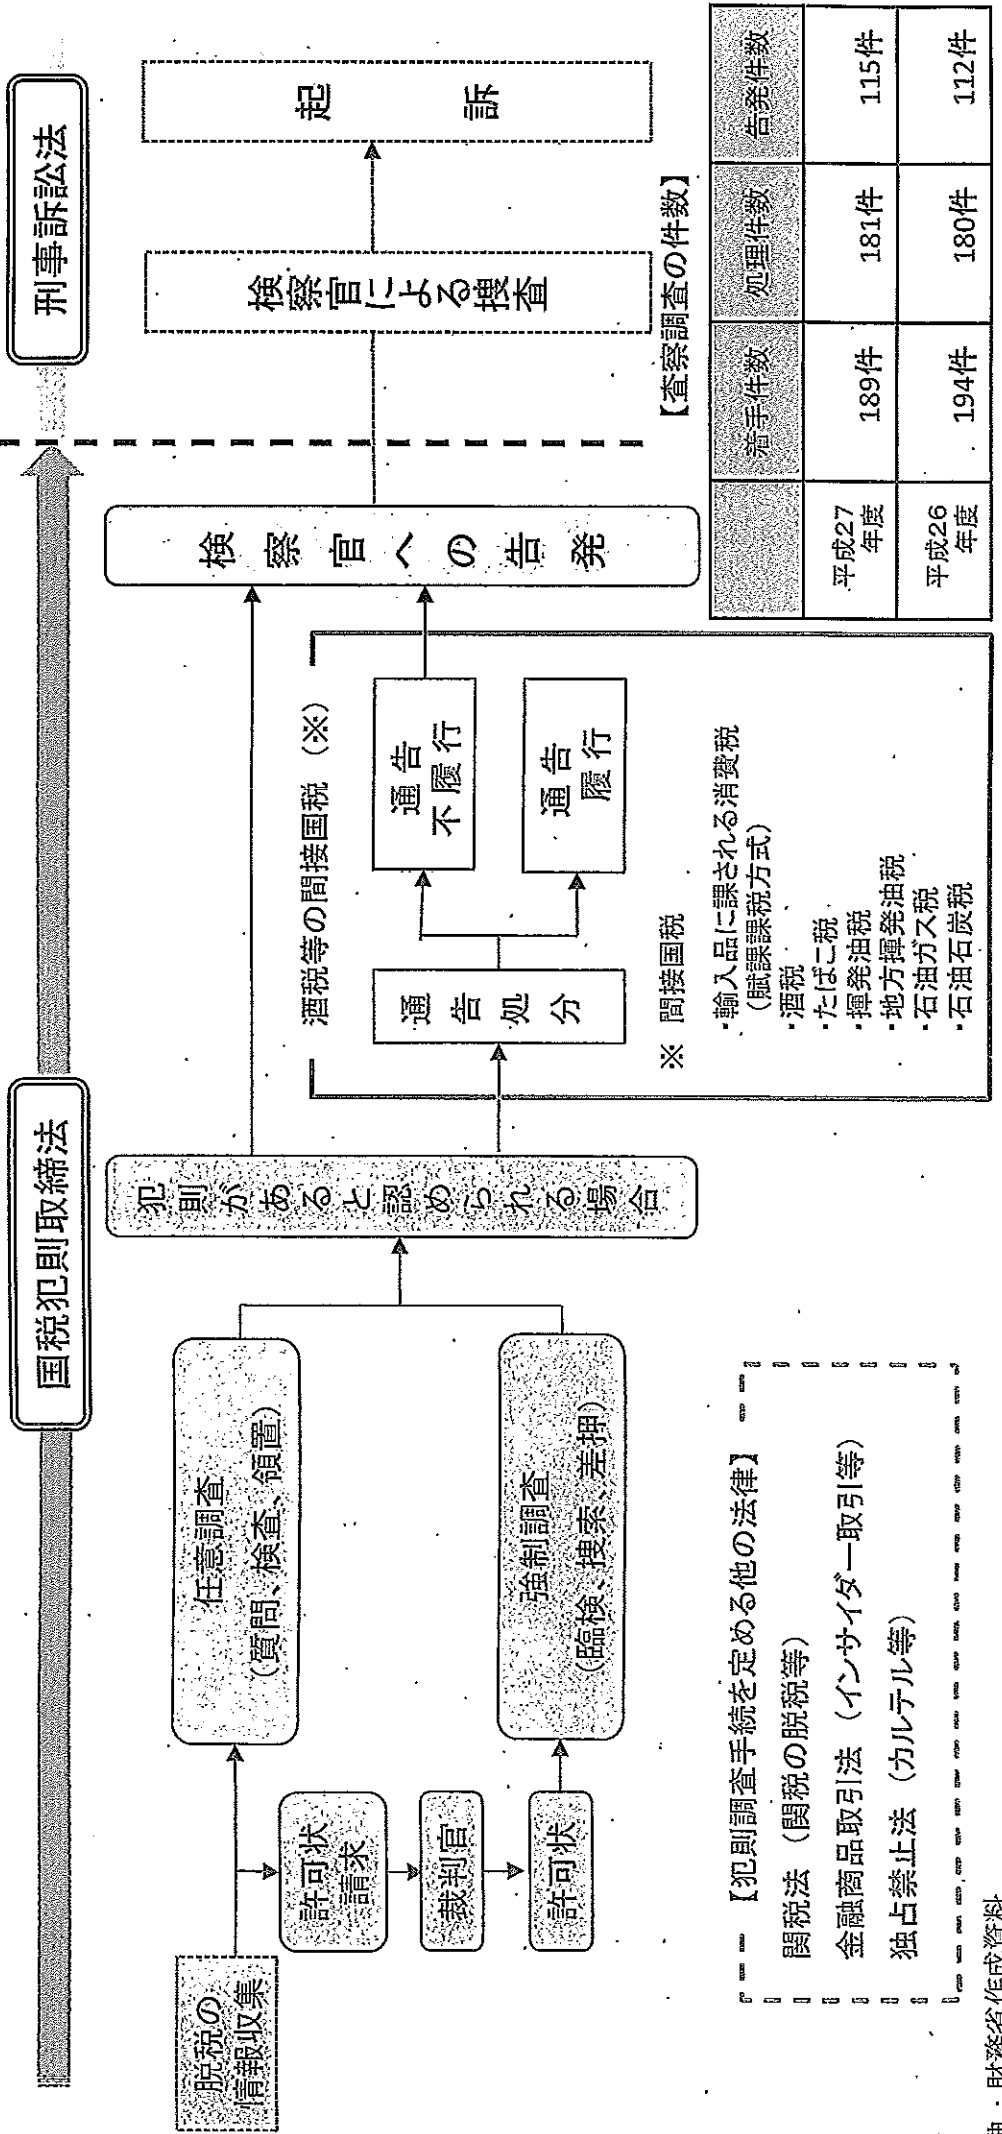 国税犯則取締法
刑事訴訟法
脱税の
情報収集
許可状
請求
裁判官
許可状
任意調査
(質問、検査、領置)
強制調査
(臨検、捜索、差押)
犯則があると認められる場合
酒税等の間接国税 (※)
通告処分
通告
不履行
通告
履行
※ 間接国税
・輸入品に課される消費税
(賦課課税方式)
・酒税
・たばこ税
・揮発油税
・地方揮発油税
・石油ガス税
・石油石炭税
検察官への告発
検察官による捜査
起訴
【犯則調査手続を定める他の法律】
関税法 (関税の脱税等)
金融商品取引法 (インサイダー取引等)
独占禁止法 (カルテル等)
【査察調査の件数】
着手件数 処理件数 告発件数
平成27
年度 189件 181件 115件
平成26
年度 194件 180件 112件
・財務省作成資料